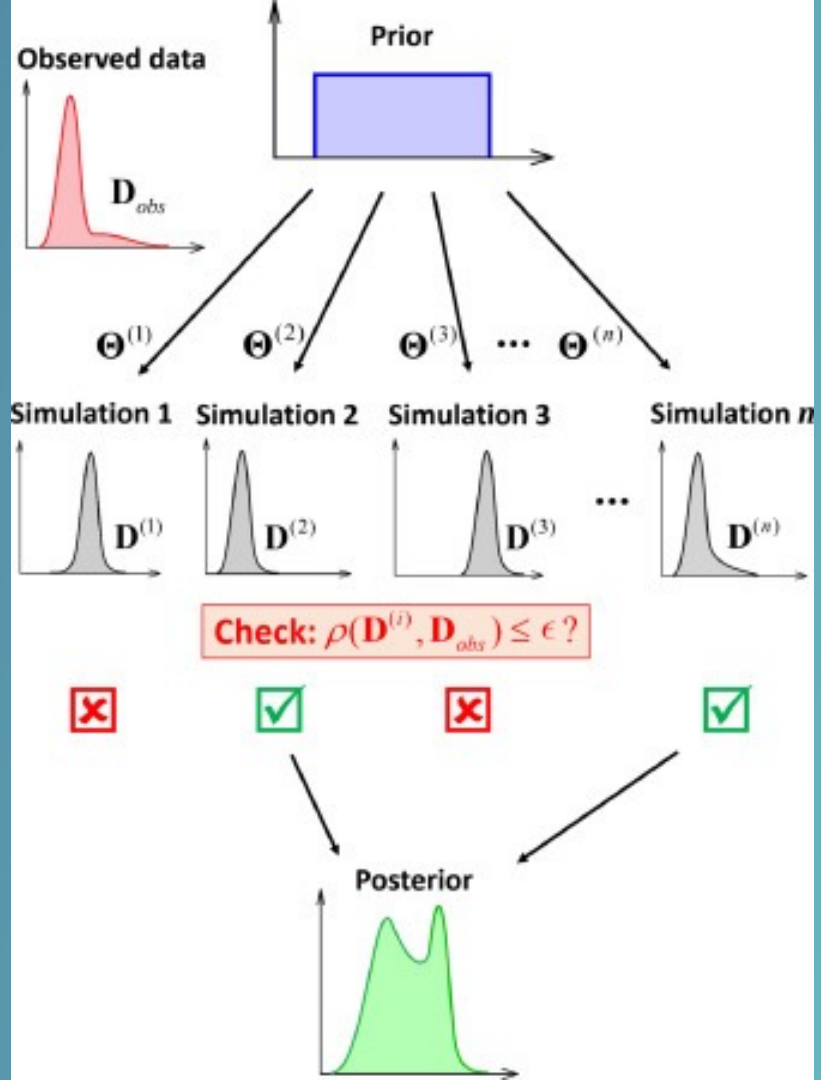 Prior
Observed data
D_obs
Θ^(1)
Θ^(2)
Θ^(3)
...
Θ^(n)
Simulation 1
Simulation 2
Simulation 3
Simulation n
D^(1)
D^(2)
D^(3)
...
D^(n)
Check: ρ(D^(i), D_obs) ≤ ϵ ?
Posterior